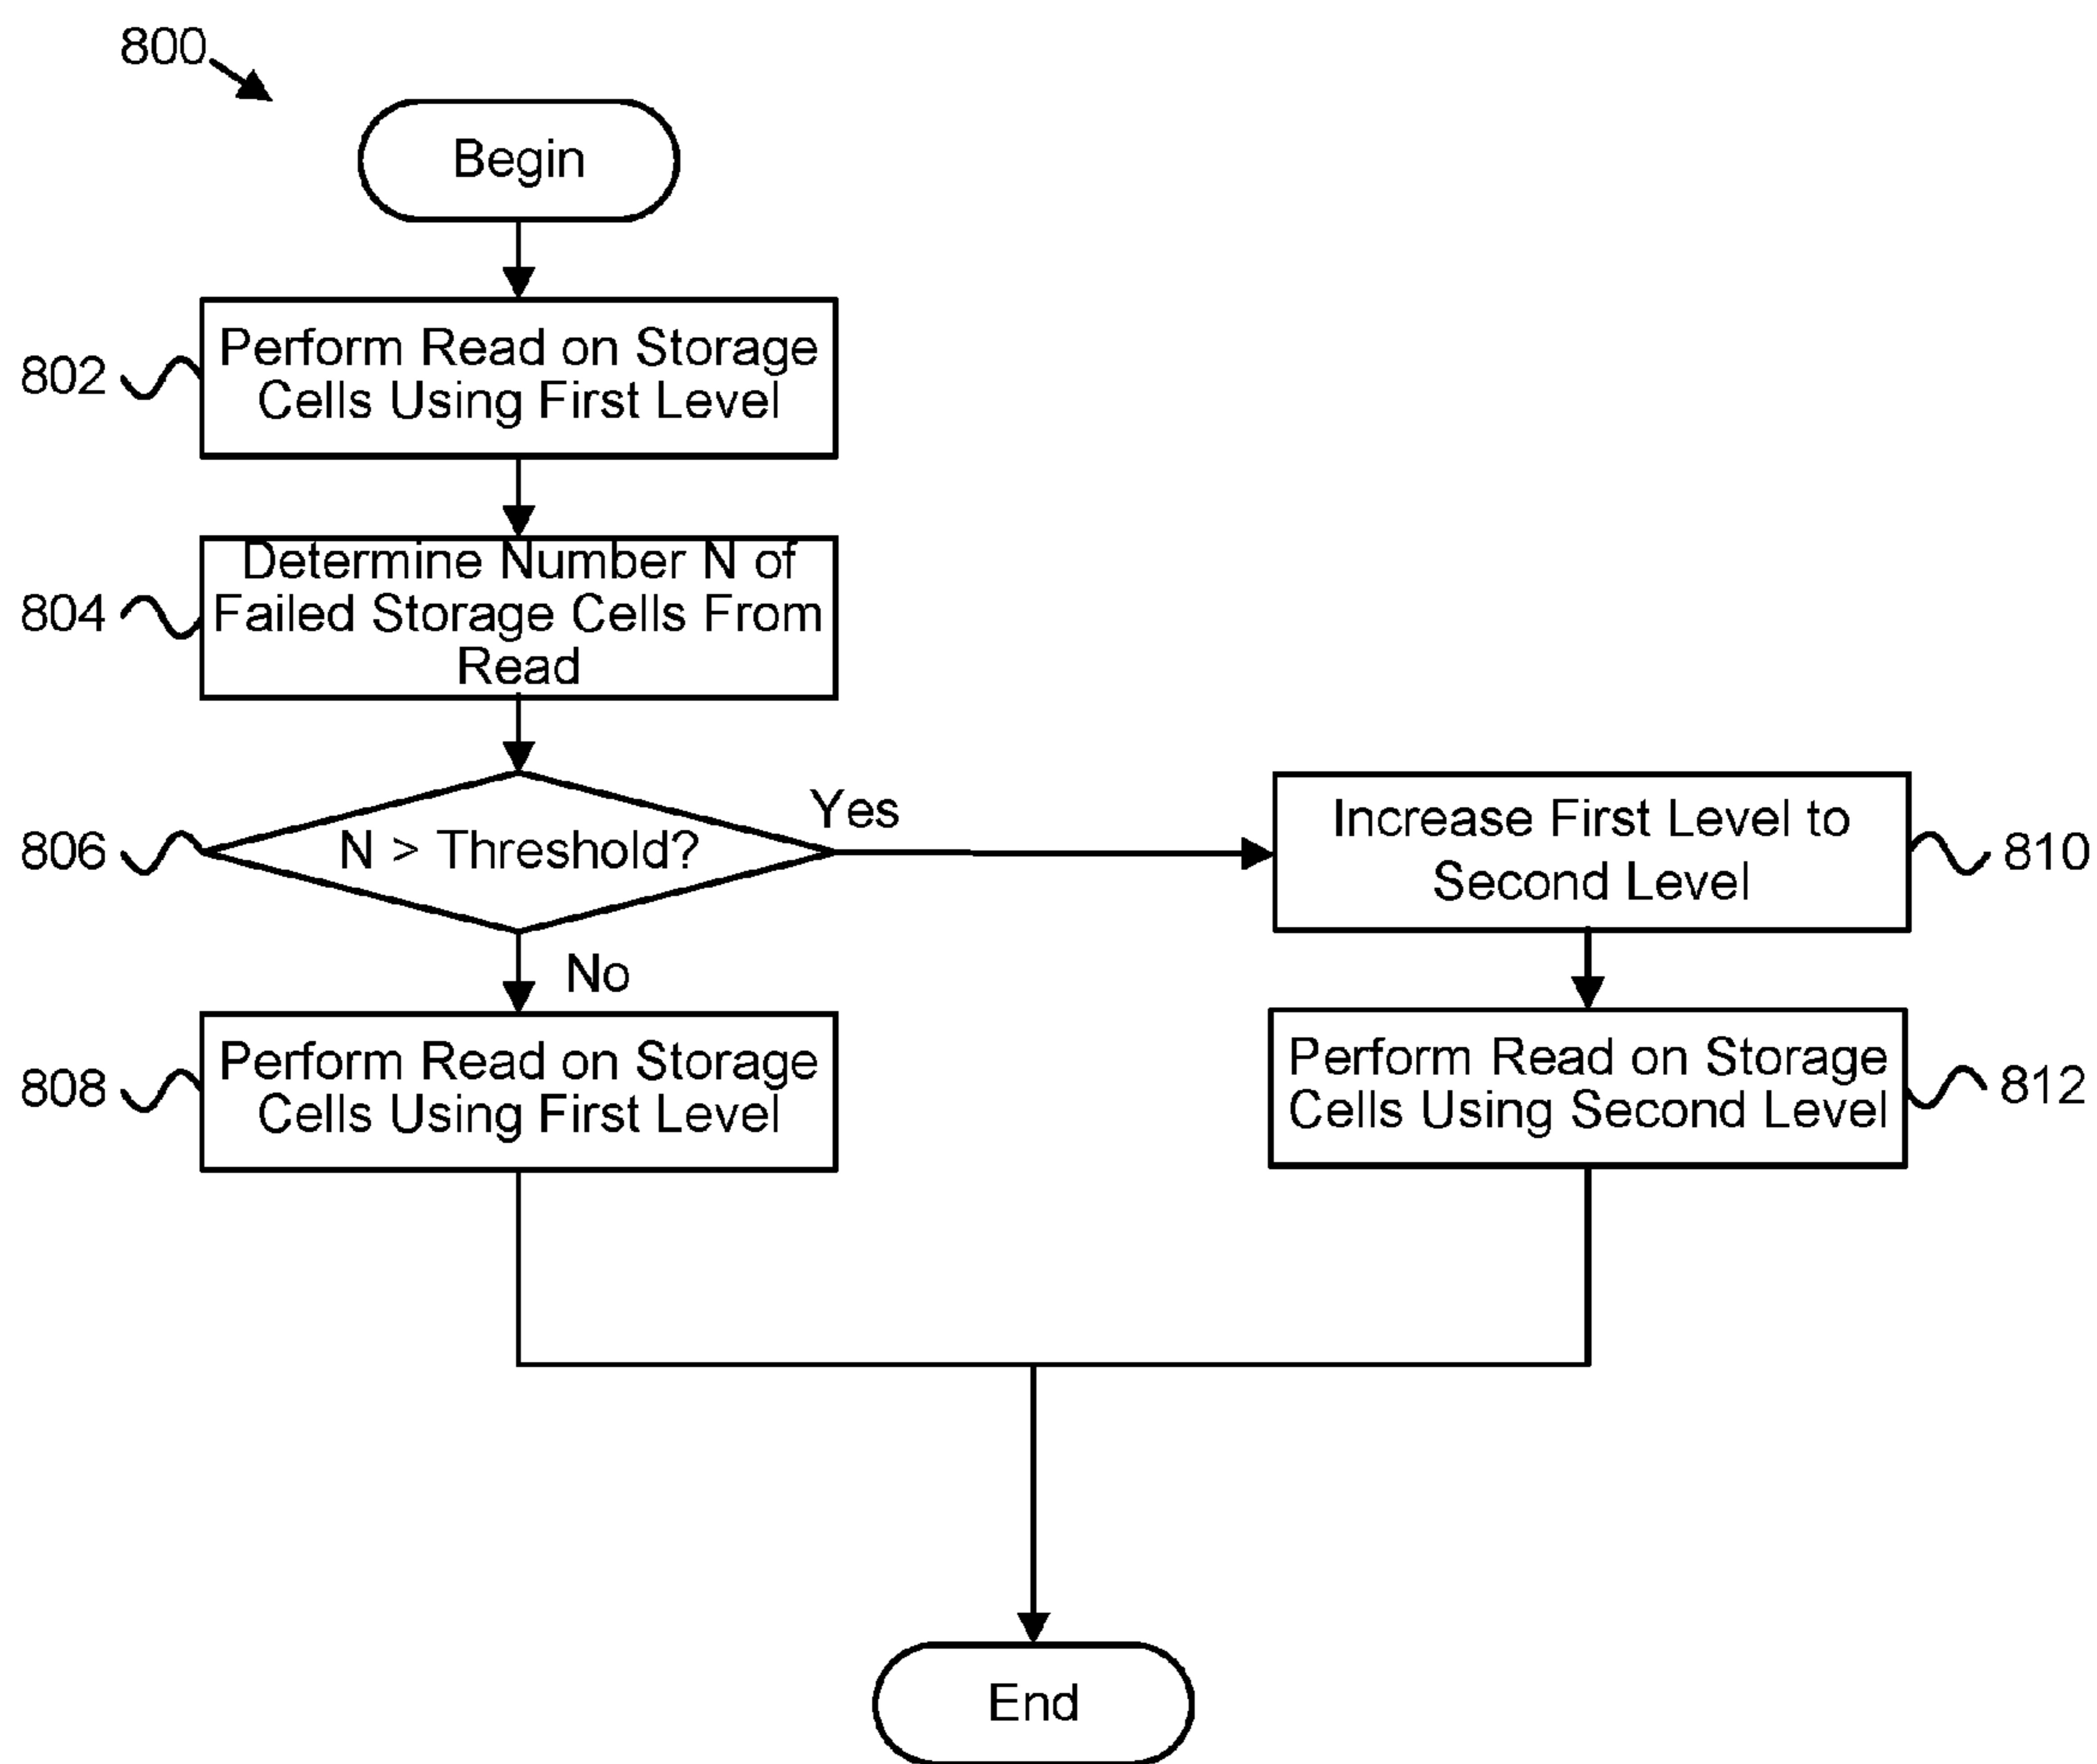 800
Begin
802
Perform Read on Storage
Cells Using First Level
804
Determine Number N of
Failed Storage Cells From
Read
806
N > Threshold?
Yes
No
Increase First Level to
Second Level
810
808
Perform Read on Storage
Cells Using First Level
Perform Read on Storage
Cells Using Second Level
812
End